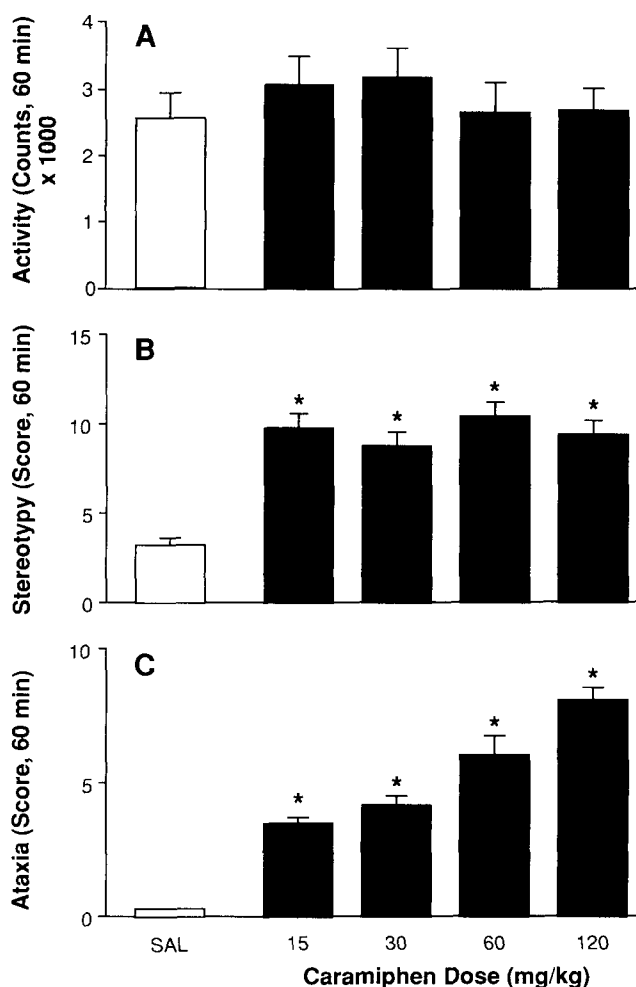 A
Activity (Counts, 60 min)
x 1000
4
3
2
1
0
B
Stereotypy (Score, 60 min)
15
10
5
0
* * * *
C
Ataxia (Score, 60 min)
10
5
0
* * * *
SAL 15 30 60 120
Caramiphen Dose (mg/kg)